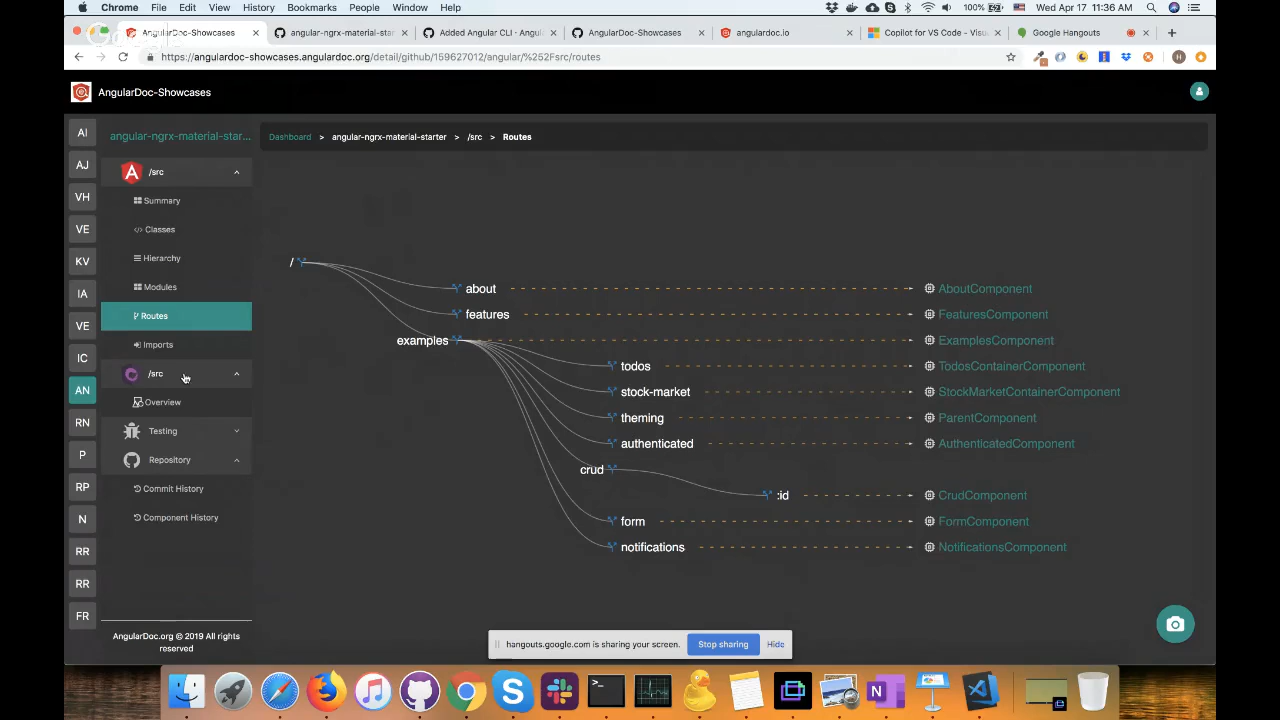 Chrome File Edit View History Bookmarks People Window Help 100% Wed Apr 17 11:36 AM
AngularDoc-Showcases angular-ngrx-material-star Added Angular CLI · Angul AngularDoc-Showcases angulardoc.io Copilot for VS Code - Visual Google Hangouts
https://angulardoc-showcases.angulardoc.org/detail/github/159627012/angular/%252Fsrc/routes
AngularDoc-Showcases
AI
AJ
VH
VE
KV
IA
VE
IC
AN
RN
P
RP
N
RR
RR
FR
angular-ngrx-material-star...
/src
Summary
Classes
Hierarchy
Modules
Routes
Imports
/src
Overview
Testing
Repository
Commit History
Component History
AngularDoc.org © 2019 All rights
reserved
Dashboard > angular-ngrx-material-starter > /src > Routes
/
about AboutComponent
features FeaturesComponent
examples ExamplesComponent
todos TodosContainerComponent
stock-market StockMarketContainerComponent
theming ParentComponent
authenticated AuthenticatedComponent
crud
:id CrudComponent
form FormComponent
notifications NotificationsComponent
hangouts.google.com is sharing your screen. Stop sharing Hide